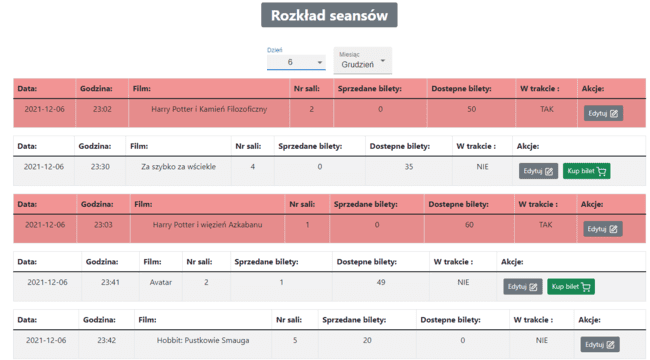 Rozkład seansów
Dzień Miesiąc
6 Grudzień
Data: Godzina: Film: Nr sali: Sprzedane bilety: Dostepne bilety: W trakcie : Akcje:
2021-12-06 23:02 Harry Potter i Kamień Filozoficzny 2 0 50 TAK Edytuj
Data: Godzina: Film: Nr sali: Sprzedane bilety: Dostepne bilety: W trakcie : Akcje:
2021-12-06 23:30 Za szybko za wściekle 4 0 35 NIE Edytuj Kup bilet
Data: Godzina: Film: Nr sali: Sprzedane bilety: Dostepne bilety: W trakcie : Akcje:
2021-12-06 23:03 Harry Potter i więzień Azkabanu 1 0 60 TAK Edytuj
Data: Godzina: Film: Nr sali: Sprzedane bilety: Dostepne bilety: W trakcie : Akcje:
2021-12-06 23:41 Avatar 2 1 49 NIE Edytuj Kup bilet
Data: Godzina: Film: Nr sali: Sprzedane bilety: Dostepne bilety: W trakcie : Akcje:
2021-12-06 23:42 Hobbit: Pustkowie Smauga 5 20 0 NIE Edytuj